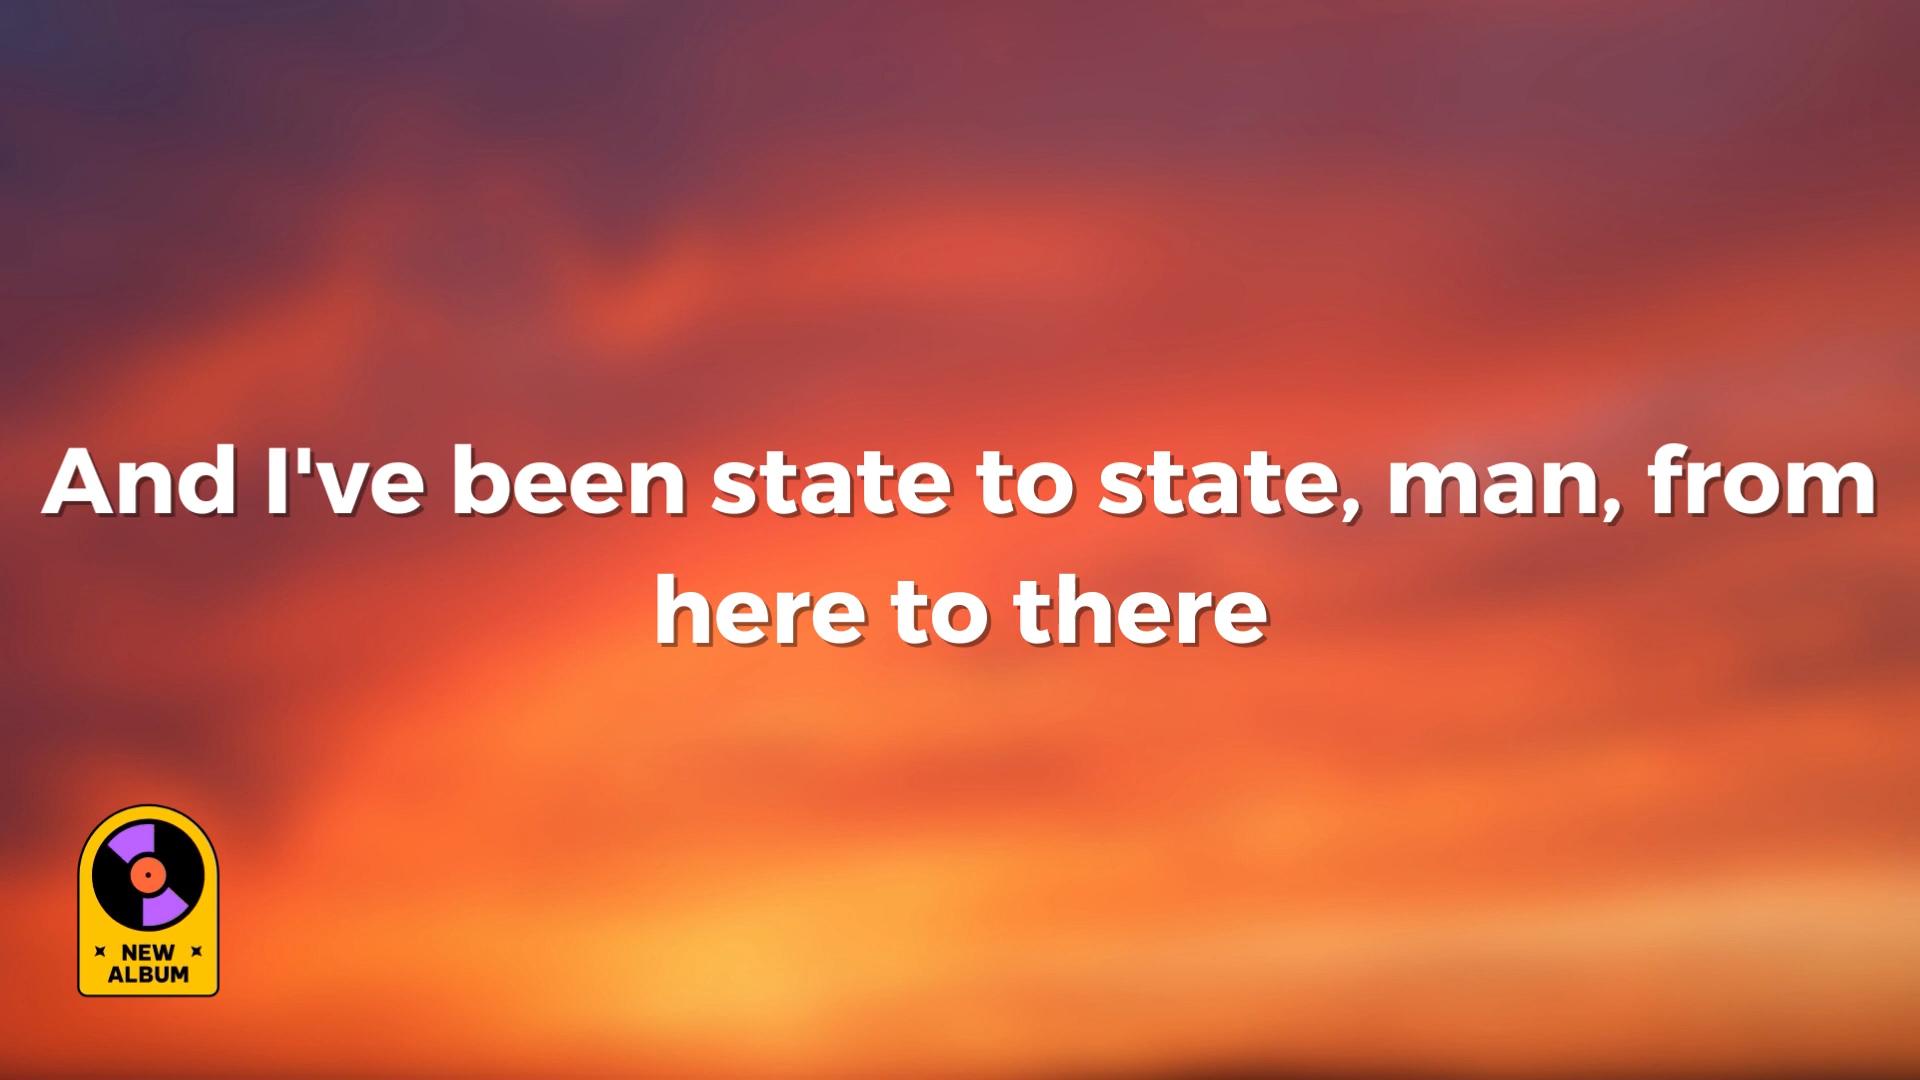 And I've been state to state, man, from
here to there
NEW
ALBUM